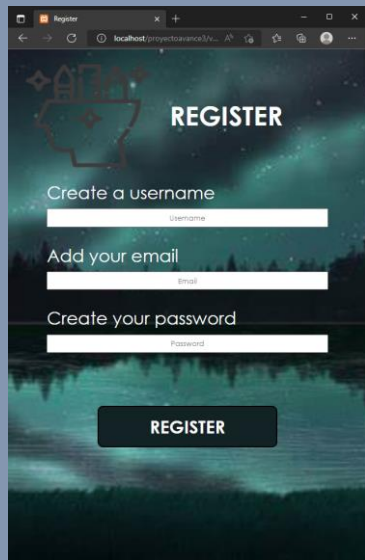 Register
localhost/proyectoavance3/v...
REGISTER
Create a username
Username
Add your email
Email
Create your password
Password
REGISTER